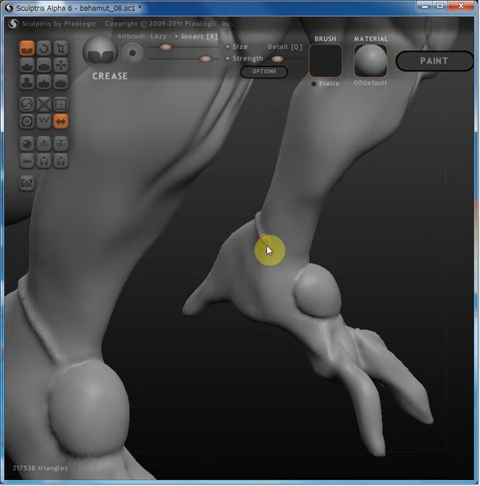 Sculptris Alpha 6 - bahamut_06.sc1 *
Sculptris by Pixologic Copyright © 2009-2011 Pixologic, Inc.
Airbrush Lazy Invert [X]
Size Detail [Q]
Strength
OPTIONS
CREASE
BRUSH
Enable
MATERIAL
00default
PAINT
GoZ
217538 triangles